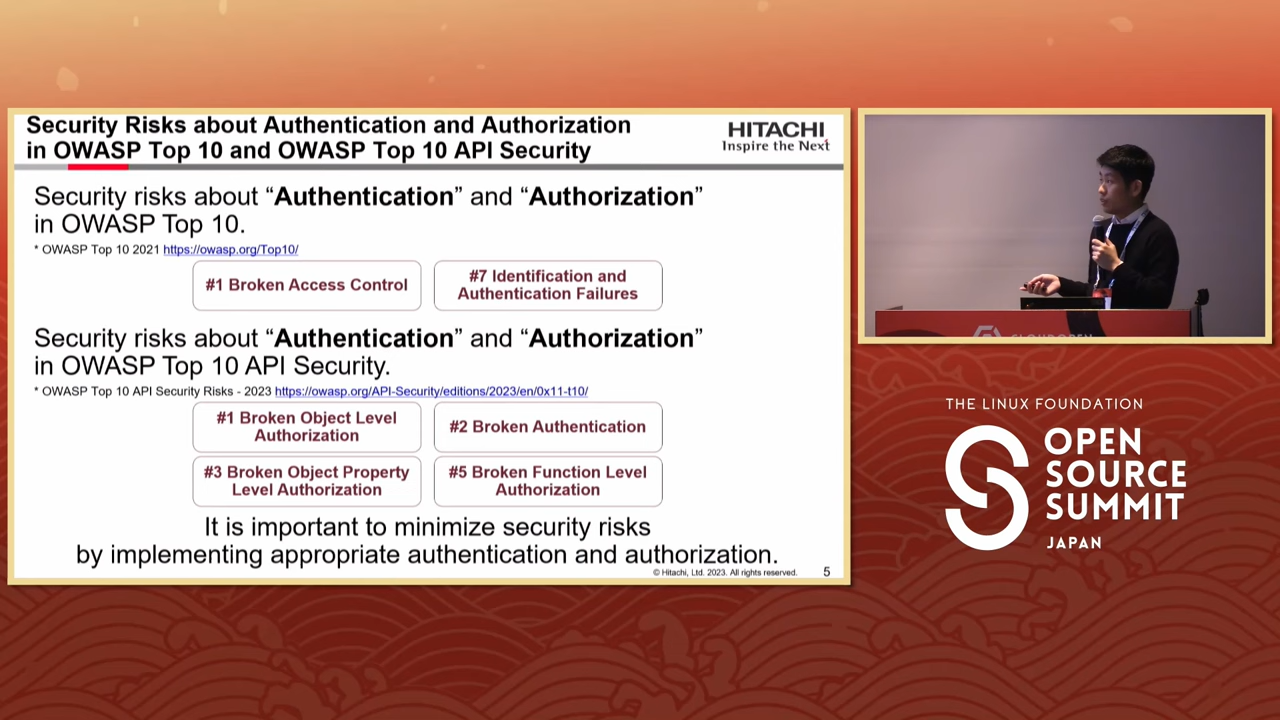 Security Risks about Authentication and Authorization
in OWASP Top 10 and OWASP Top 10 API Security
HITACHI
Inspire the Next
Security risks about “Authentication” and “Authorization”
in OWASP Top 10.
* OWASP Top 10 2021 https://owasp.org/Top10/
#1 Broken Access Control
#7 Identification and
Authentication Failures
Security risks about “Authentication” and “Authorization”
in OWASP Top 10 API Security.
* OWASP Top 10 API Security Risks - 2023 https://owasp.org/API-Security/editions/2023/en/0x11-t10/
#1 Broken Object Level
Authorization
#2 Broken Authentication
#3 Broken Object Property
Level Authorization
#5 Broken Function Level
Authorization
It is important to minimize security risks
by implementing appropriate authentication and authorization.
© Hitachi, Ltd. 2023. All rights reserved.
5
CLOUDOPEN
THE LINUX FOUNDATION
OPEN
SOURCE
SUMMIT
JAPAN